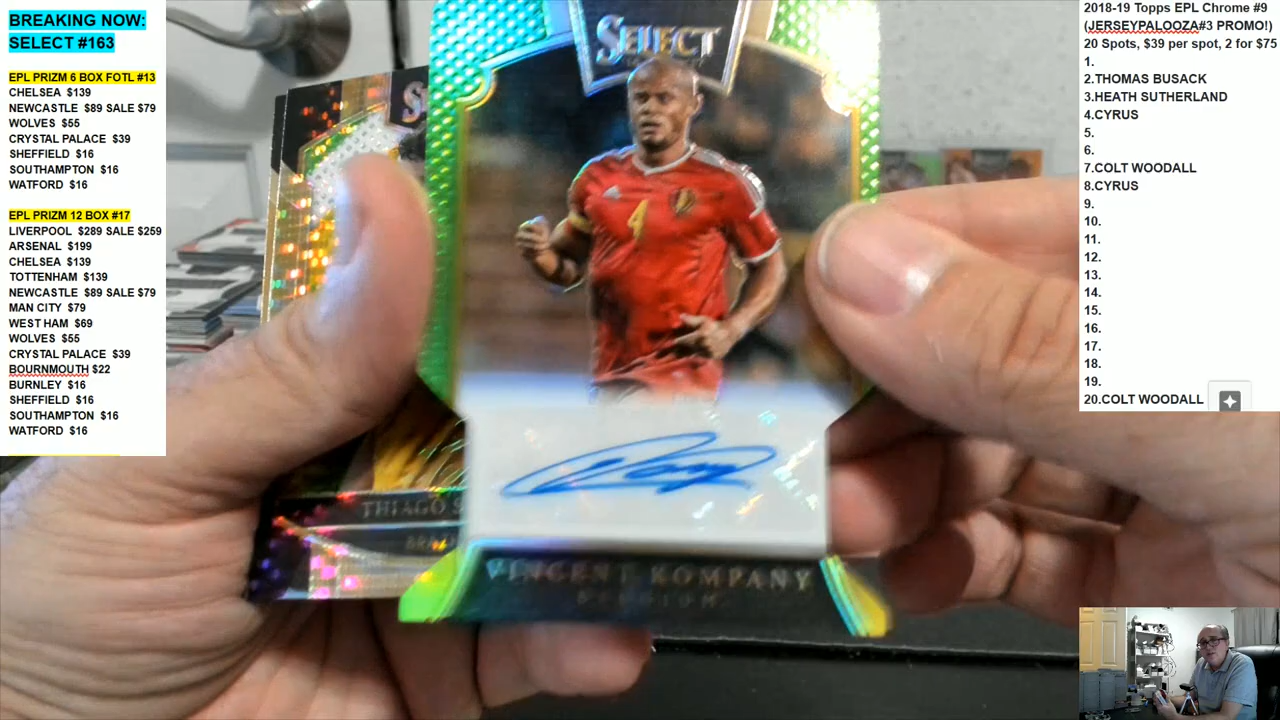 BREAKING NOW:
SELECT #163
EPL PRIZM 6 BOX FOTL #13
CHELSEA $139
NEWCASTLE $89 SALE $79
WOLVES $55
CRYSTAL PALACE $39
SHEFFIELD $16
SOUTHAMPTON $16
WATFORD $16
EPL PRIZM 12 BOX #17
LIVERPOOL $289 SALE $259
ARSENAL $199
CHELSEA $139
TOTTENHAM $139
NEWCASTLE $89 SALE $79
MAN CITY $79
WEST HAM $69
WOLVES $55
CRYSTAL PALACE $39
BOURNMOUTH $22
BURNLEY $16
SHEFFIELD $16
SOUTHAMPTON $16
WATFORD $16
SELECT
4
THIAGO S
VINCENT KOMPANY
BELGIUM
2018-19 Topps EPL Chrome #9
(JERSEYPALOOZA#3 PROMO!)
20 Spots, $39 per spot, 2 for $75
1.
2.THOMAS BUSACK
3.HEATH SUTHERLAND
4.CYRUS
5.
6.
7.COLT WOODALL
8.CYRUS
9.
10.
11.
12.
13.
14.
15.
16.
17.
18.
19.
20.COLT WOODALL